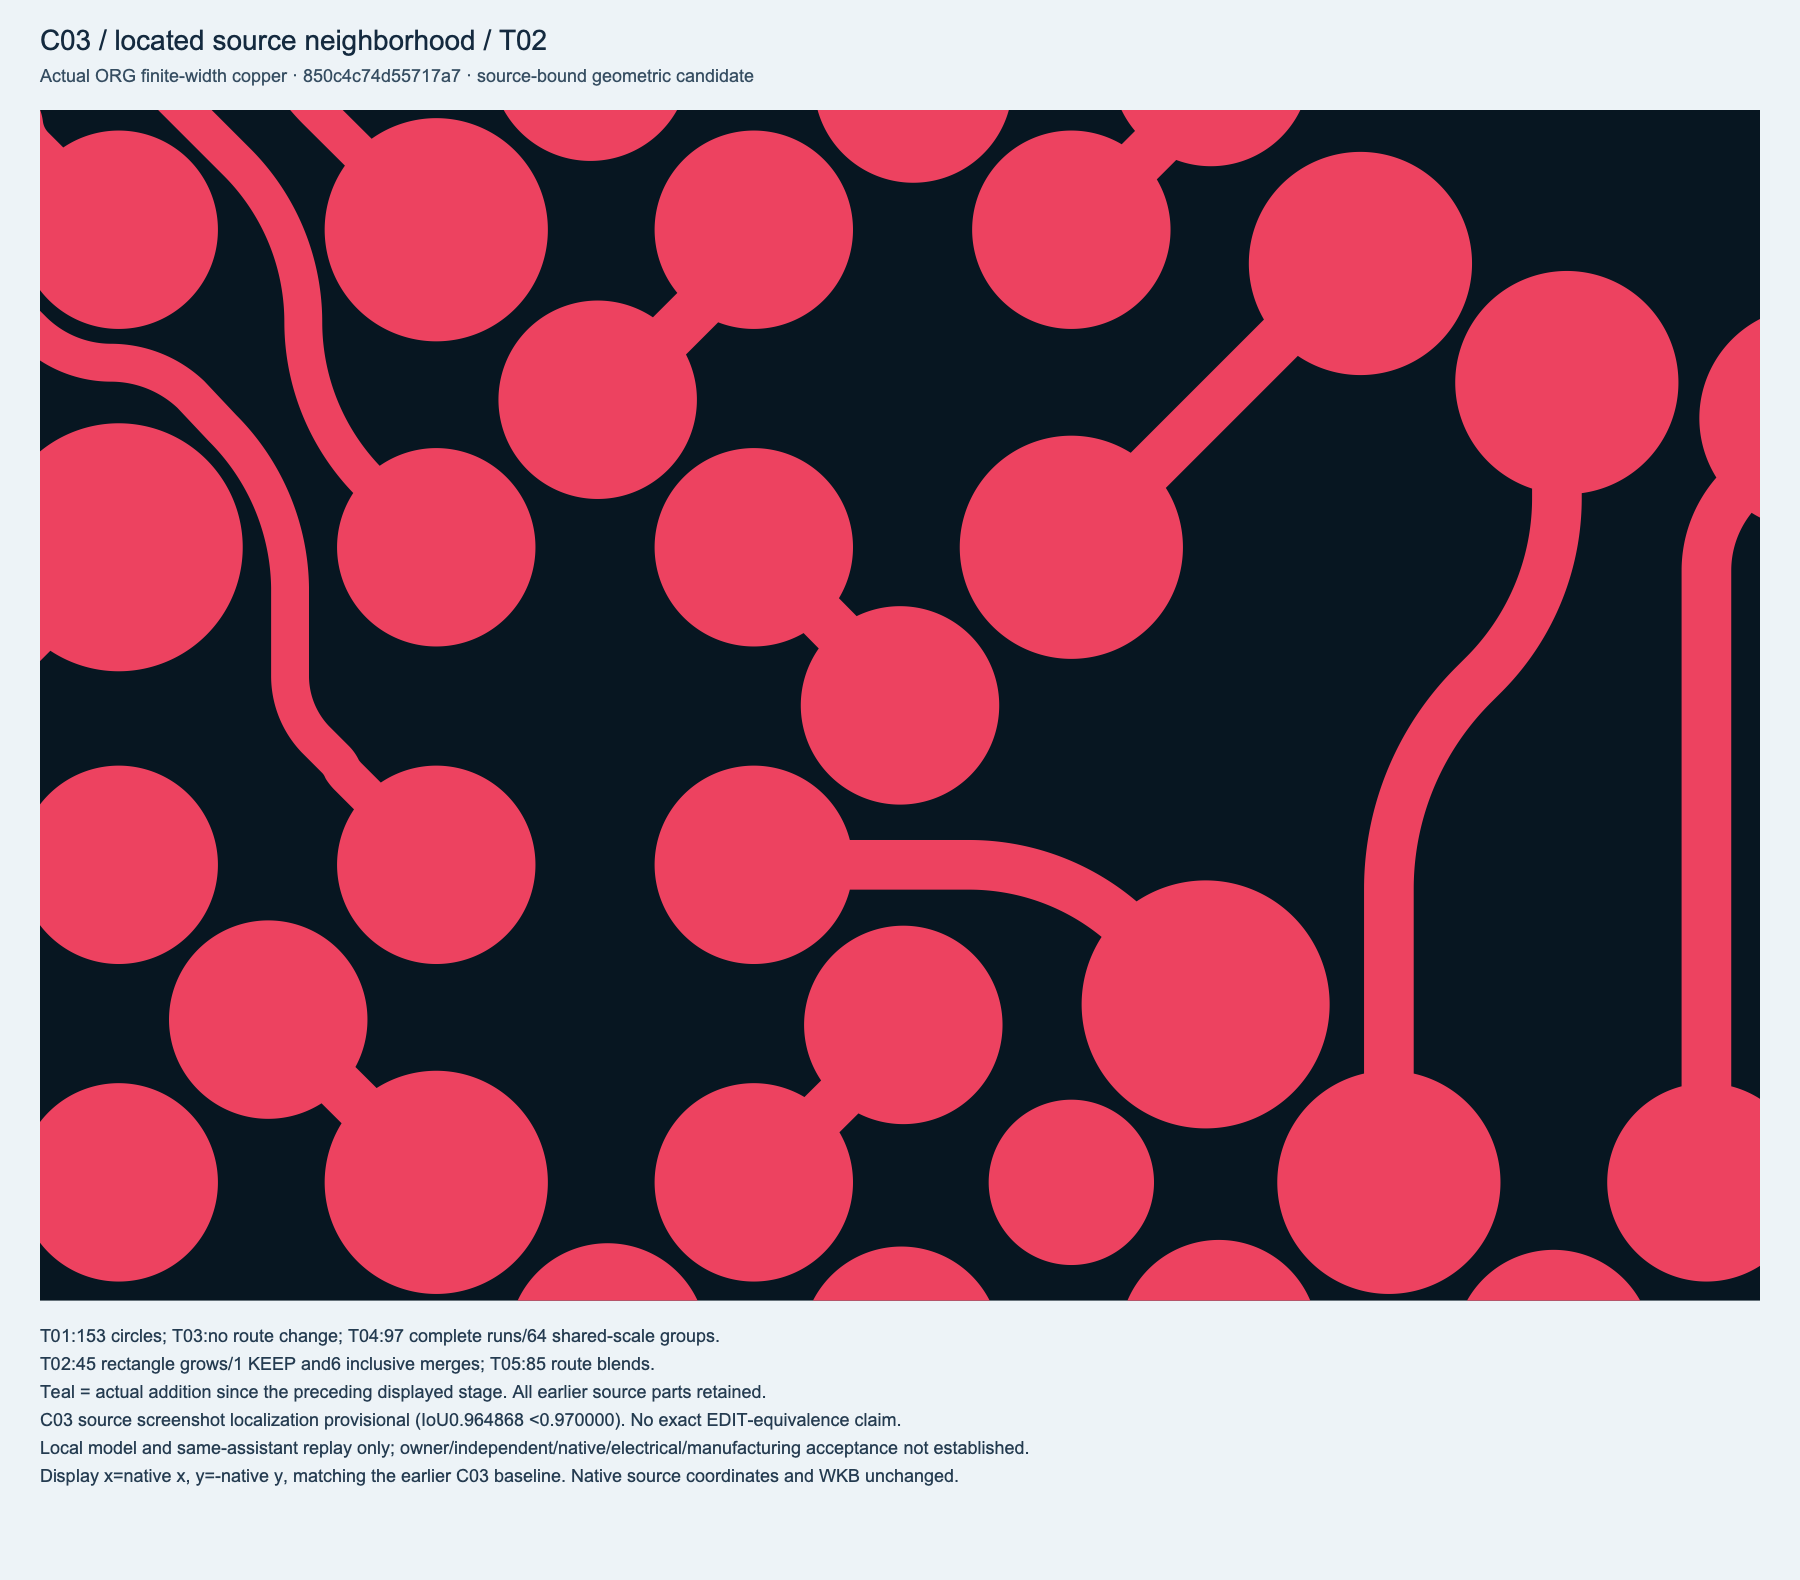 C03 / located source neighborhood / T02
Actual ORG finite-width copper · 850c4c74d55717a7 · source-bound geometric candidate
T01:153 circles; T03:no route change; T04:97 complete runs/64 shared-scale groups.
T02:45 rectangle grows/1 KEEP and6 inclusive merges; T05:85 route blends.
Teal = actual addition since the preceding displayed stage. All earlier source parts retained.
C03 source screenshot localization provisional (IoU0.964868 <0.970000). No exact EDIT-equivalence claim.
Local model and same-assistant replay only; owner/independent/native/electrical/manufacturing acceptance not established.
Display x=native x, y=-native y, matching the earlier C03 baseline. Native source coordinates and WKB unchanged.